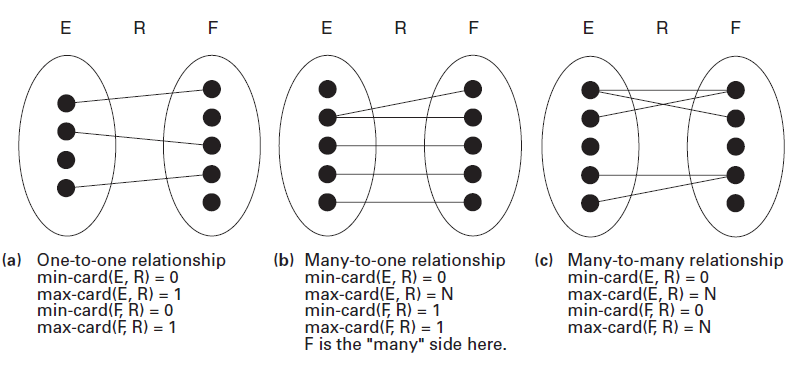 E R F
E R F
E R F
(a) One-to-one relationship
min-card(E, R) = 0
max-card(E, R) = 1
min-card(F, R) = 0
max-card(F, R) = 1
(b) Many-to-one relationship
min-card(E, R) = 0
max-card(E, R) = N
min-card(F, R) = 1
max-card(F, R) = 1
F is the "many" side here.
(c) Many-to-many relationship
min-card(E, R) = 0
max-card(E, R) = N
min-card(F, R) = 0
max-card(F, R) = N